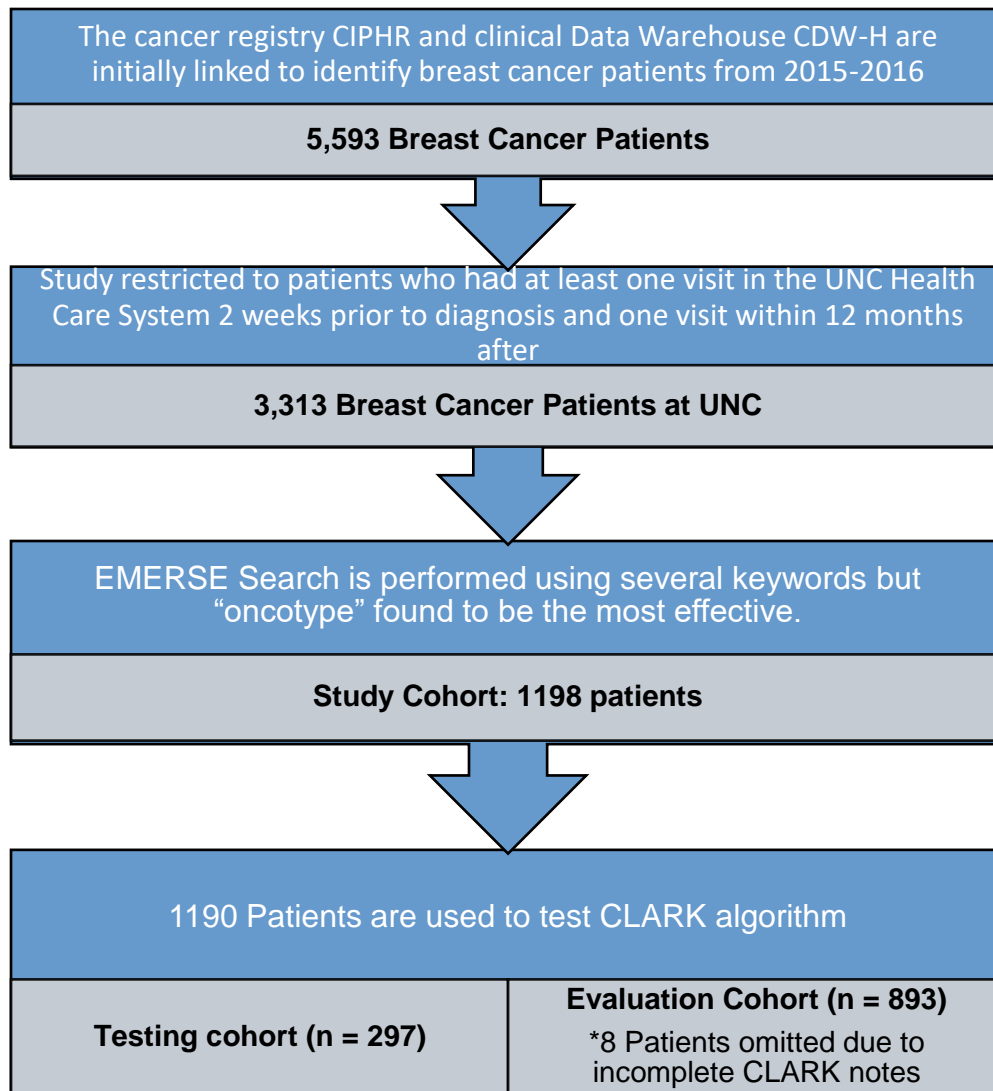 The cancer registry CIPHR and clinical Data Warehouse CDW-H are
initially linked to identify breast cancer patients from 2015-2016
5,593 Breast Cancer Patients
Study restricted to patients who had at least one visit in the UNC Health
Care System 2 weeks prior to diagnosis and one visit within 12 months
after
3,313 Breast Cancer Patients at UNC
EMERSE Search is performed using several keywords but
“oncotype” found to be the most effective.
Study Cohort: 1198 patients
1190 Patients are used to test CLARK algorithm
Testing cohort (n = 297)
Evaluation Cohort (n = 893)
*8 Patients omitted due to
incomplete CLARK notes